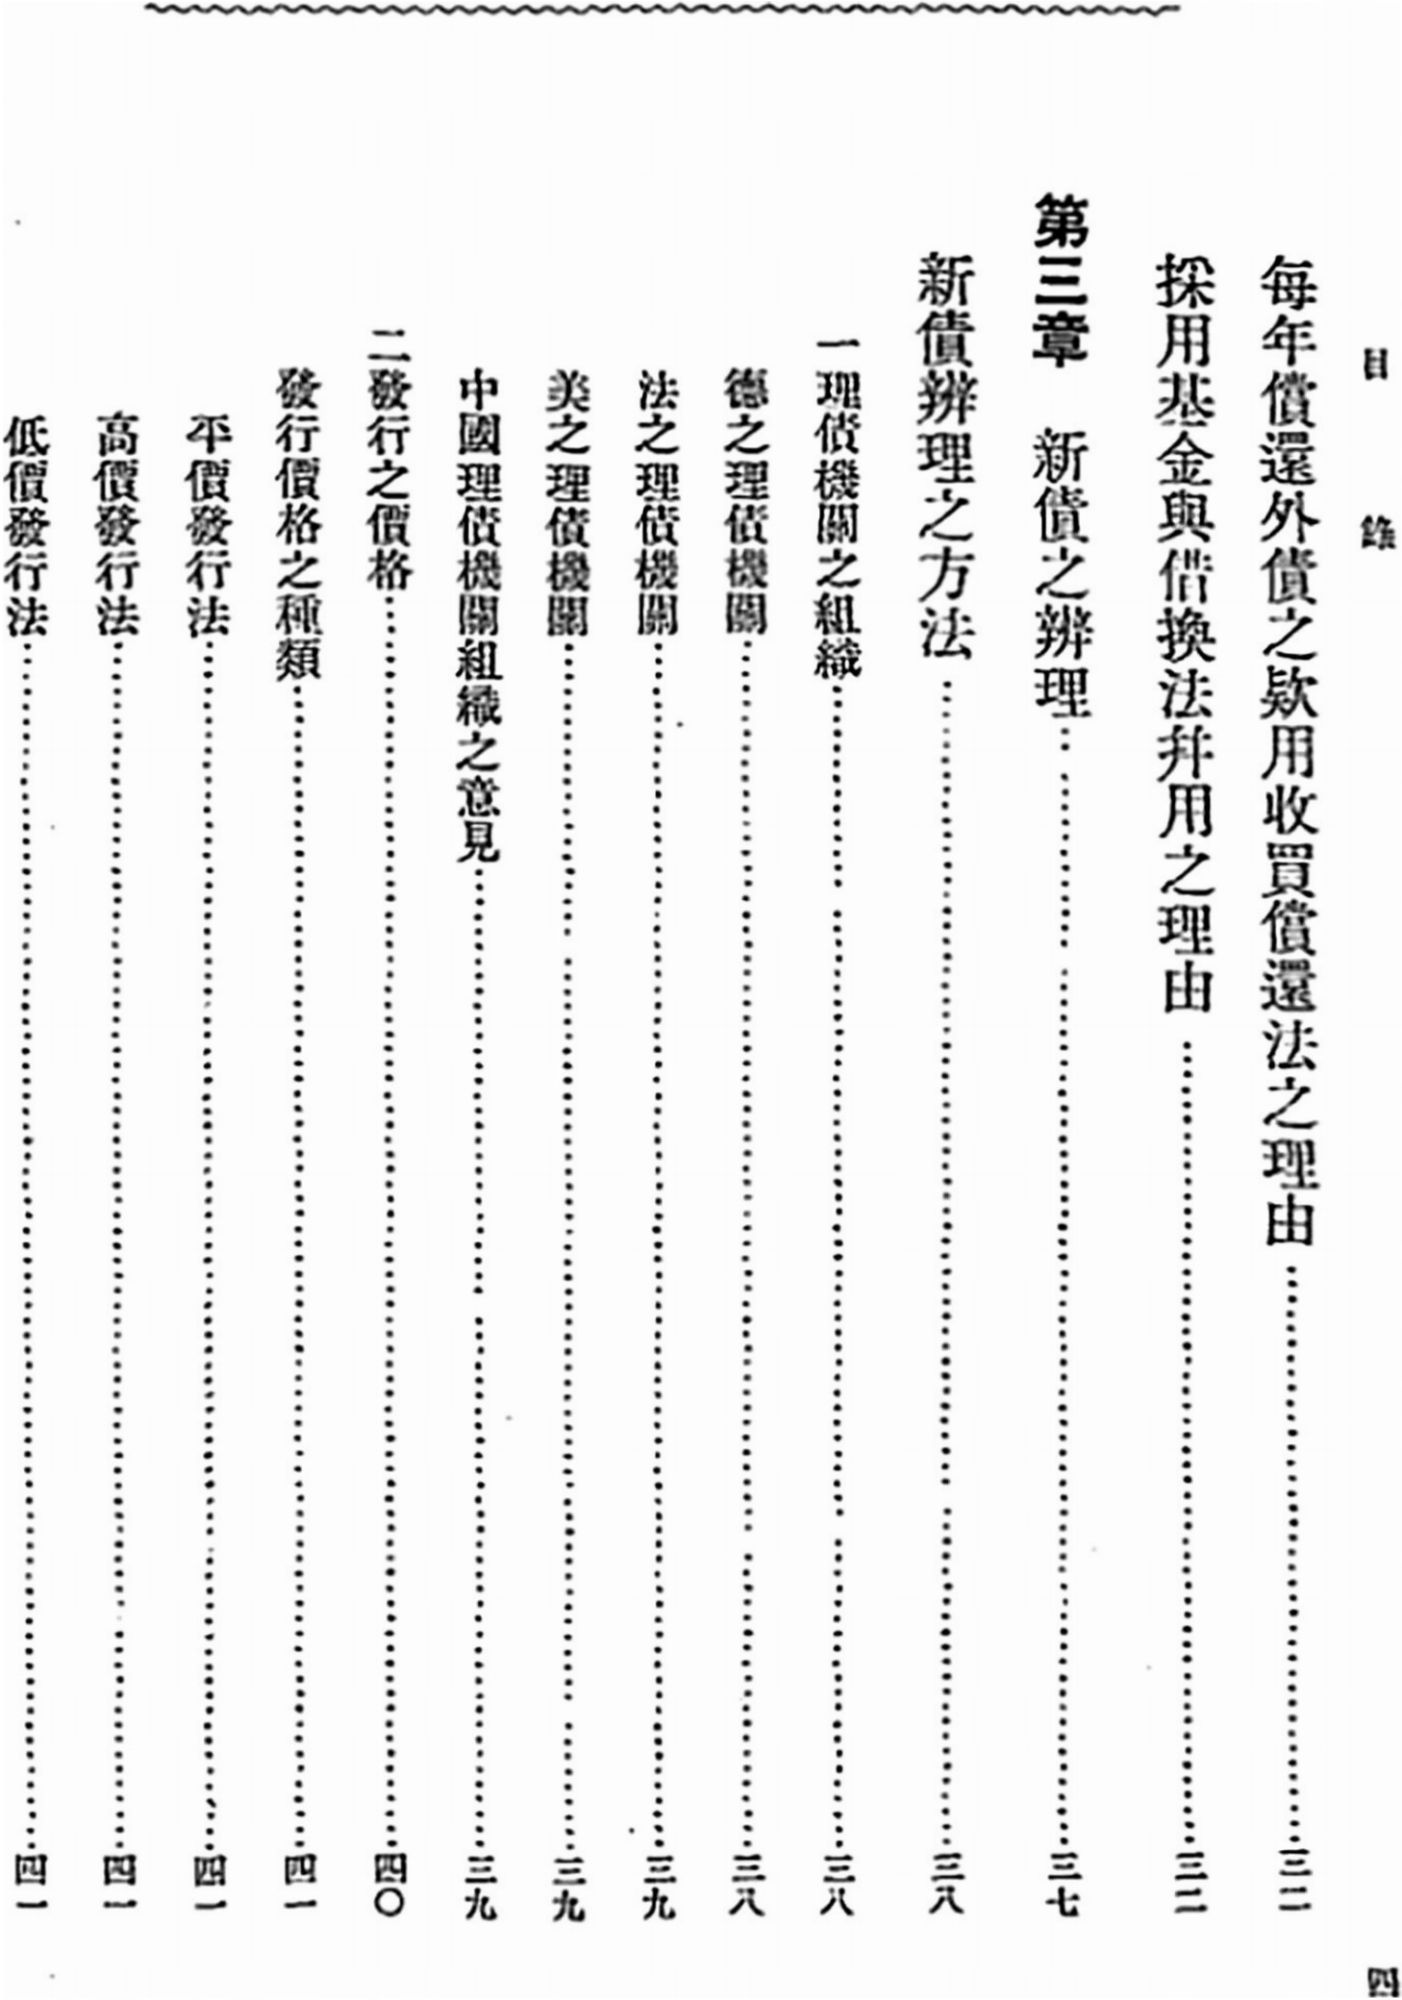 目錄
每年償還外債之欵用收買償還法之理由…………三二
採用基金與借換法幷用之理由…………三二
第三章　新債之辨理…………三七
新債辨理之方法…………三八
一理債機關之組織…………三八
德之理債機關…………三八
法之理債機關…………三九
美之理債機關…………三九
中國理債機關組織之意見…………三九
二發行之價格…………四〇
發行價格之種類…………四一
平價發行法…………四一
高價發行法…………四一
低價發行法…………四一
四